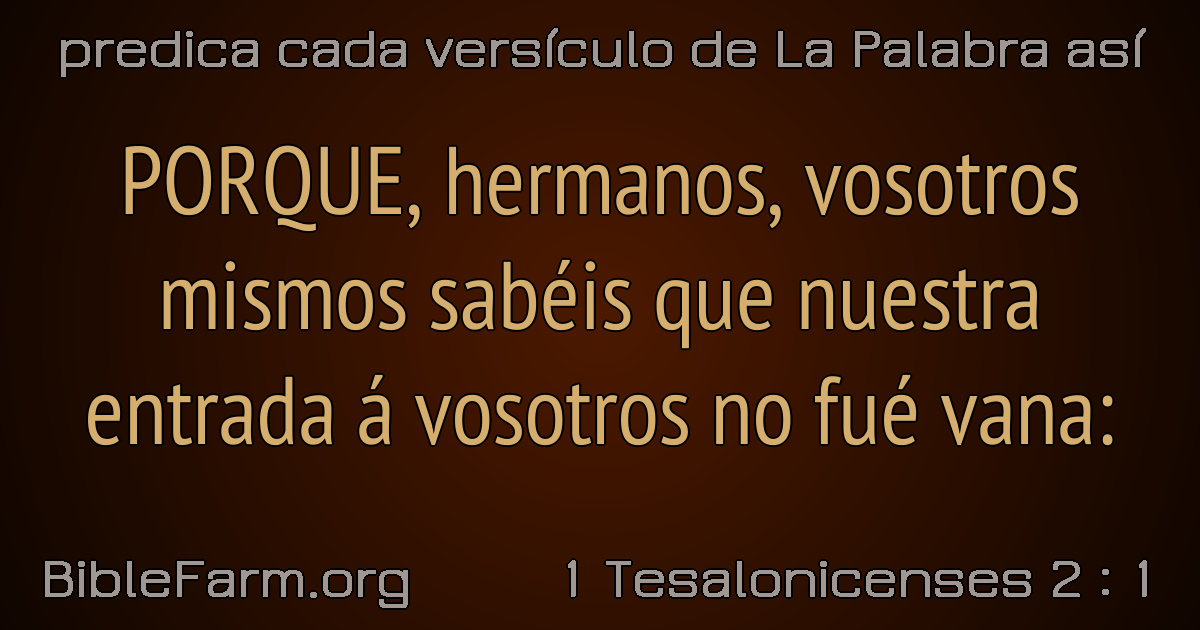 predica cada versículo de La Palabra así
PORQUE, hermanos, vosotros
mismos sabéis que nuestra
entrada á vosotros no fué vana:
BibleFarm.org
1 Tesalonicenses 2 : 1